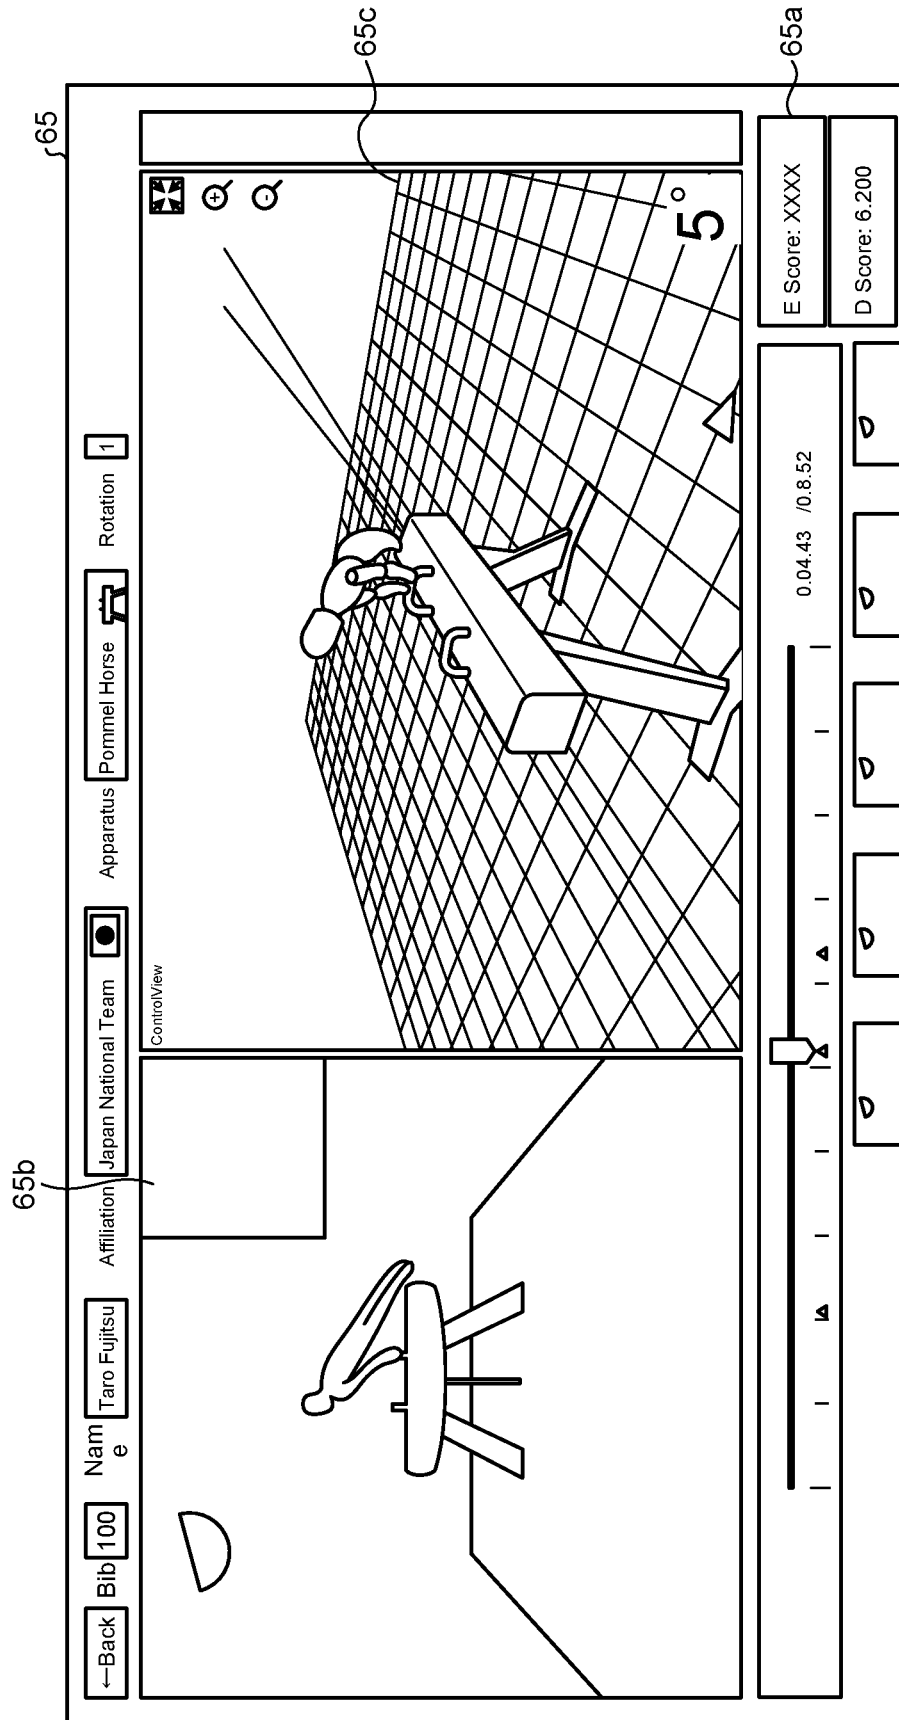 65
←Back Bib 100 Name Taro Fujitsu Affiliation Japan National Team Apparatus Pommel Horse Rotation 1
65b
65c
ControlView
+
-
5°
0.04.43 /0.8.52
E Score: XXXX
65a
D Score: 6.200